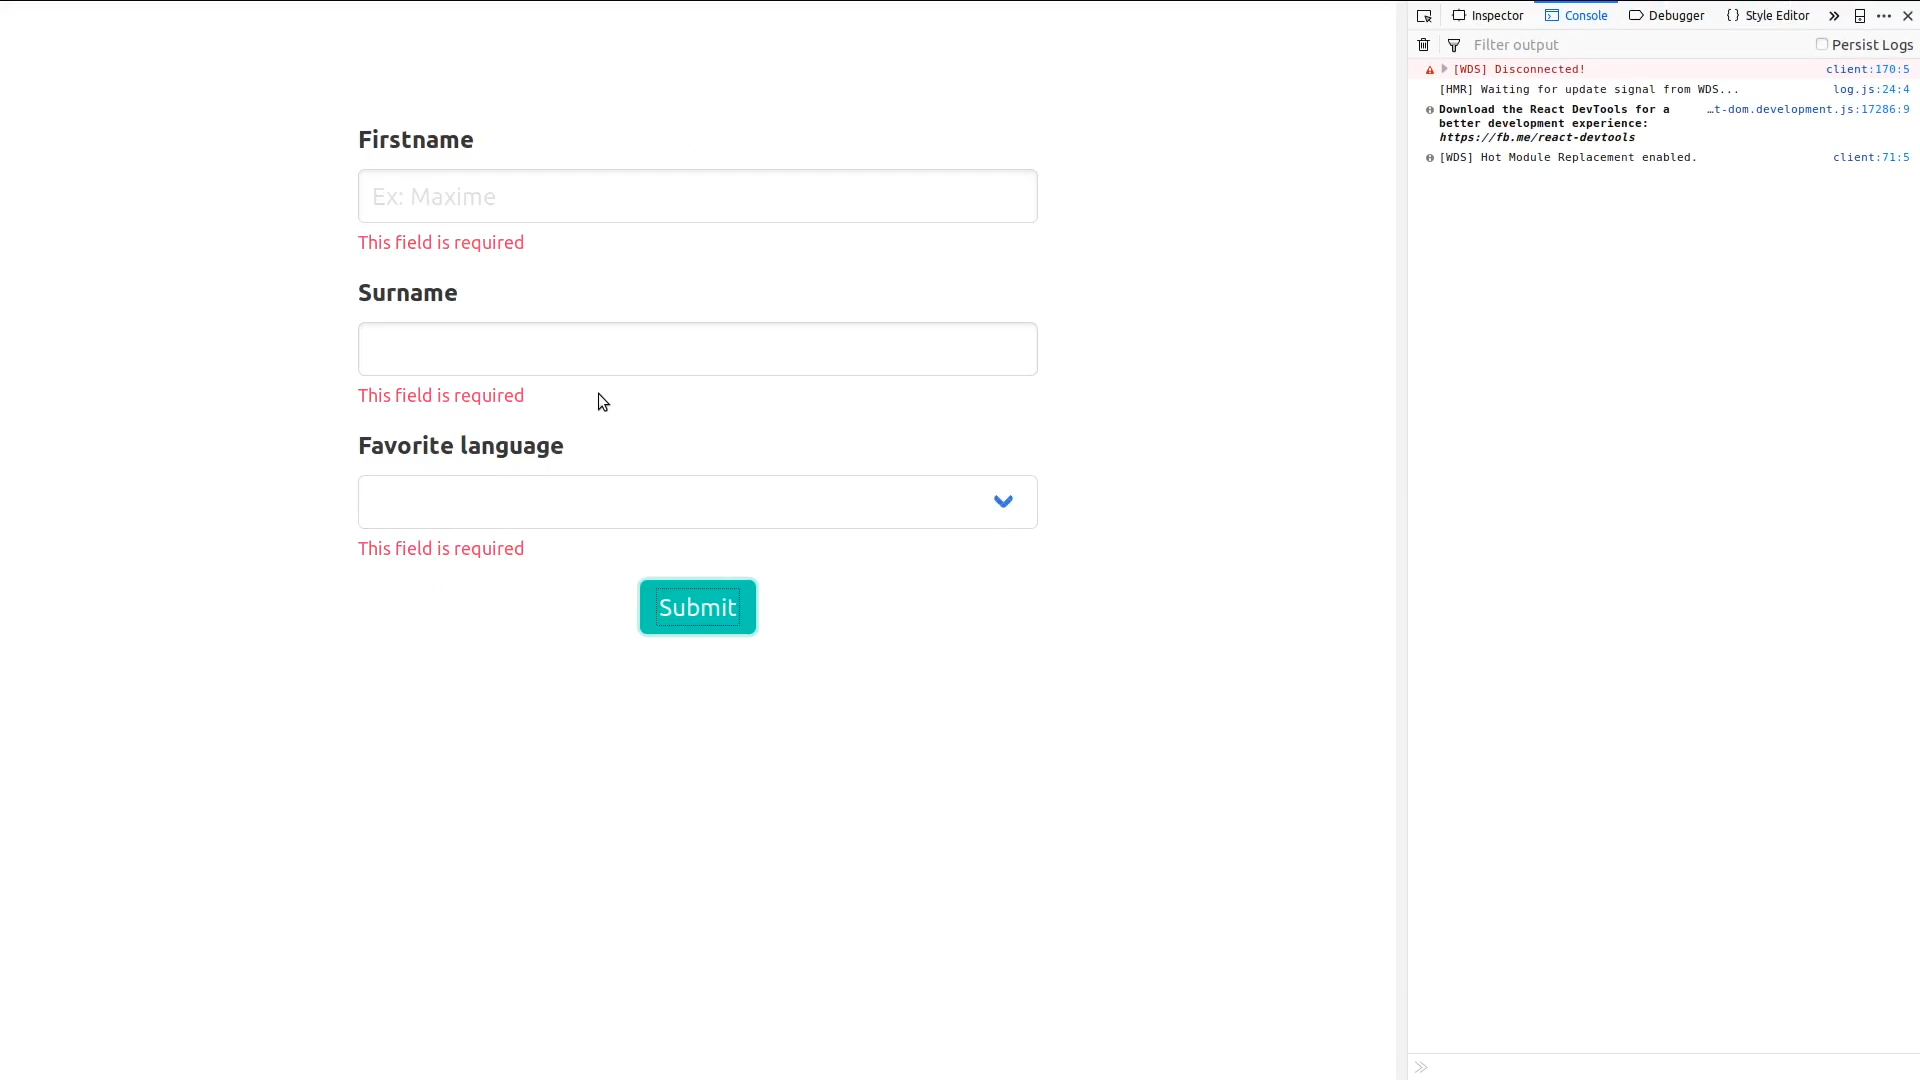 Firstname
Ex: Maxime
This field is required
Surname
This field is required
Favorite language
This field is required
Submit
Inspector
Console
Debugger
{ } Style Editor
Filter output
Persist Logs
[WDS] Disconnected! client:170:5
[HMR] Waiting for update signal from WDS... log.js:24:4
Download the React DevTools for a …t-dom.development.js:17286:9
better development experience:
https://fb.me/react-devtools
[WDS] Hot Module Replacement enabled. client:71:5